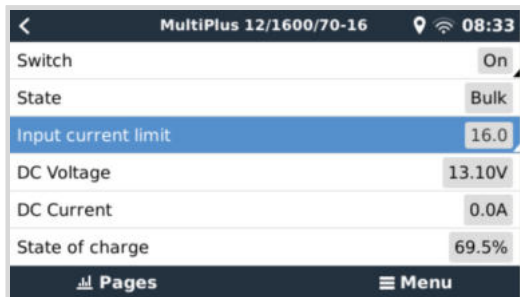 MultiPlus 12/1600/70-16 08:33
Switch On
State Bulk
Input current limit 16.0
DC Voltage 13.10V
DC Current 0.0A
State of charge 69.5%
Pages Menu